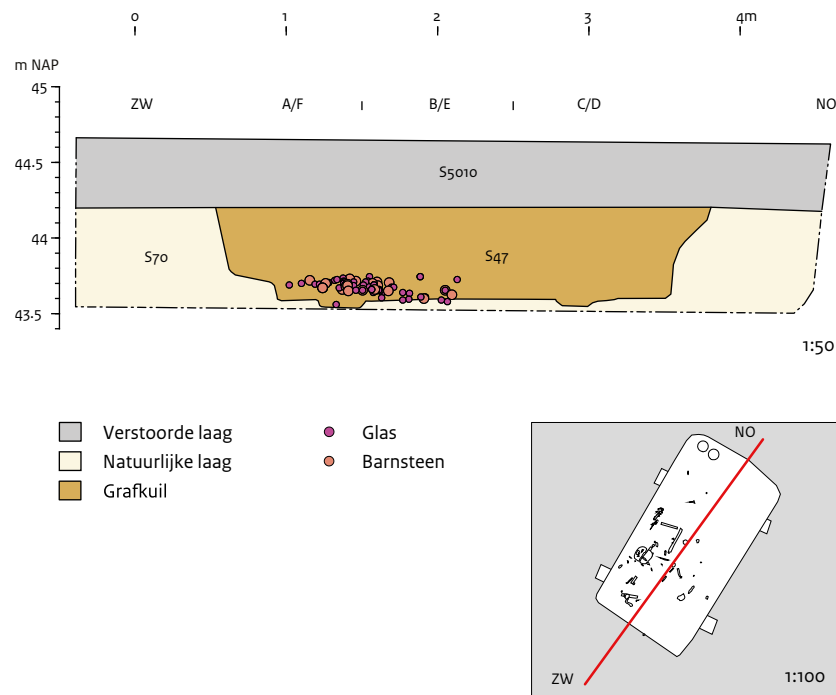 0 1 2 3 4m
m NAP
45
ZW A/F I B/E I C/D NO
44.5
S5010
44
S70 S47
43.5
1:50
Verstoorde laag Glas
Natuurlijke laag Barnsteen
Grafkuil
NO
ZW 1:100